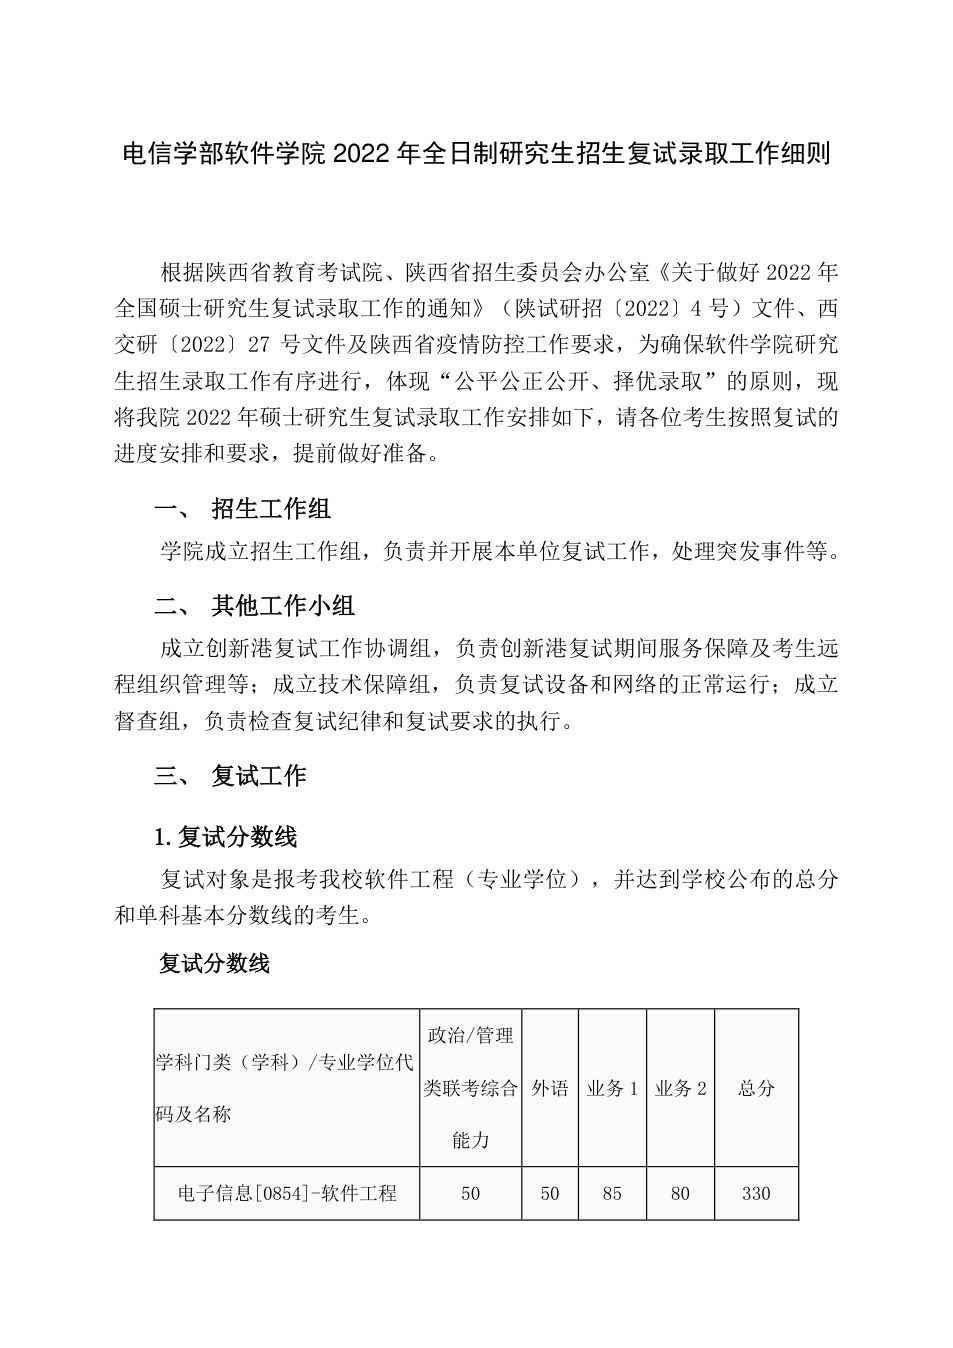 电信学部软件学院 2022 年全日制研究生招生复试录取工作细则
根据陕西省教育考试院、陕西省招生委员会办公室《关于做好 2022 年
全国硕士研究生复试录取工作的通知》（陕试研招〔2022〕4 号）文件、西
交研〔2022〕27 号文件及陕西省疫情防控工作要求，为确保软件学院研究
生招生录取工作有序进行，体现“公平公正公开、择优录取”的原则，现
将我院 2022 年硕士研究生复试录取工作安排如下，请各位考生按照复试的
进度安排和要求，提前做好准备。
一、 招生工作组
学院成立招生工作组，负责并开展本单位复试工作，处理突发事件等。
二、 其他工作小组
成立创新港复试工作协调组，负责创新港复试期间服务保障及考生远
程组织管理等；成立技术保障组，负责复试设备和网络的正常运行；成立
督查组，负责检查复试纪律和复试要求的执行。
三、 复试工作
1.复试分数线
复试对象是报考我校软件工程（专业学位），并达到学校公布的总分
和单科基本分数线的考生。
复试分数线
学科门类（学科）/专业学位代
码及名称
政治/管理
类联考综合
能力
外语
业务 1
业务 2
总分
电子信息[0854]-软件工程 50 50 85 80 330